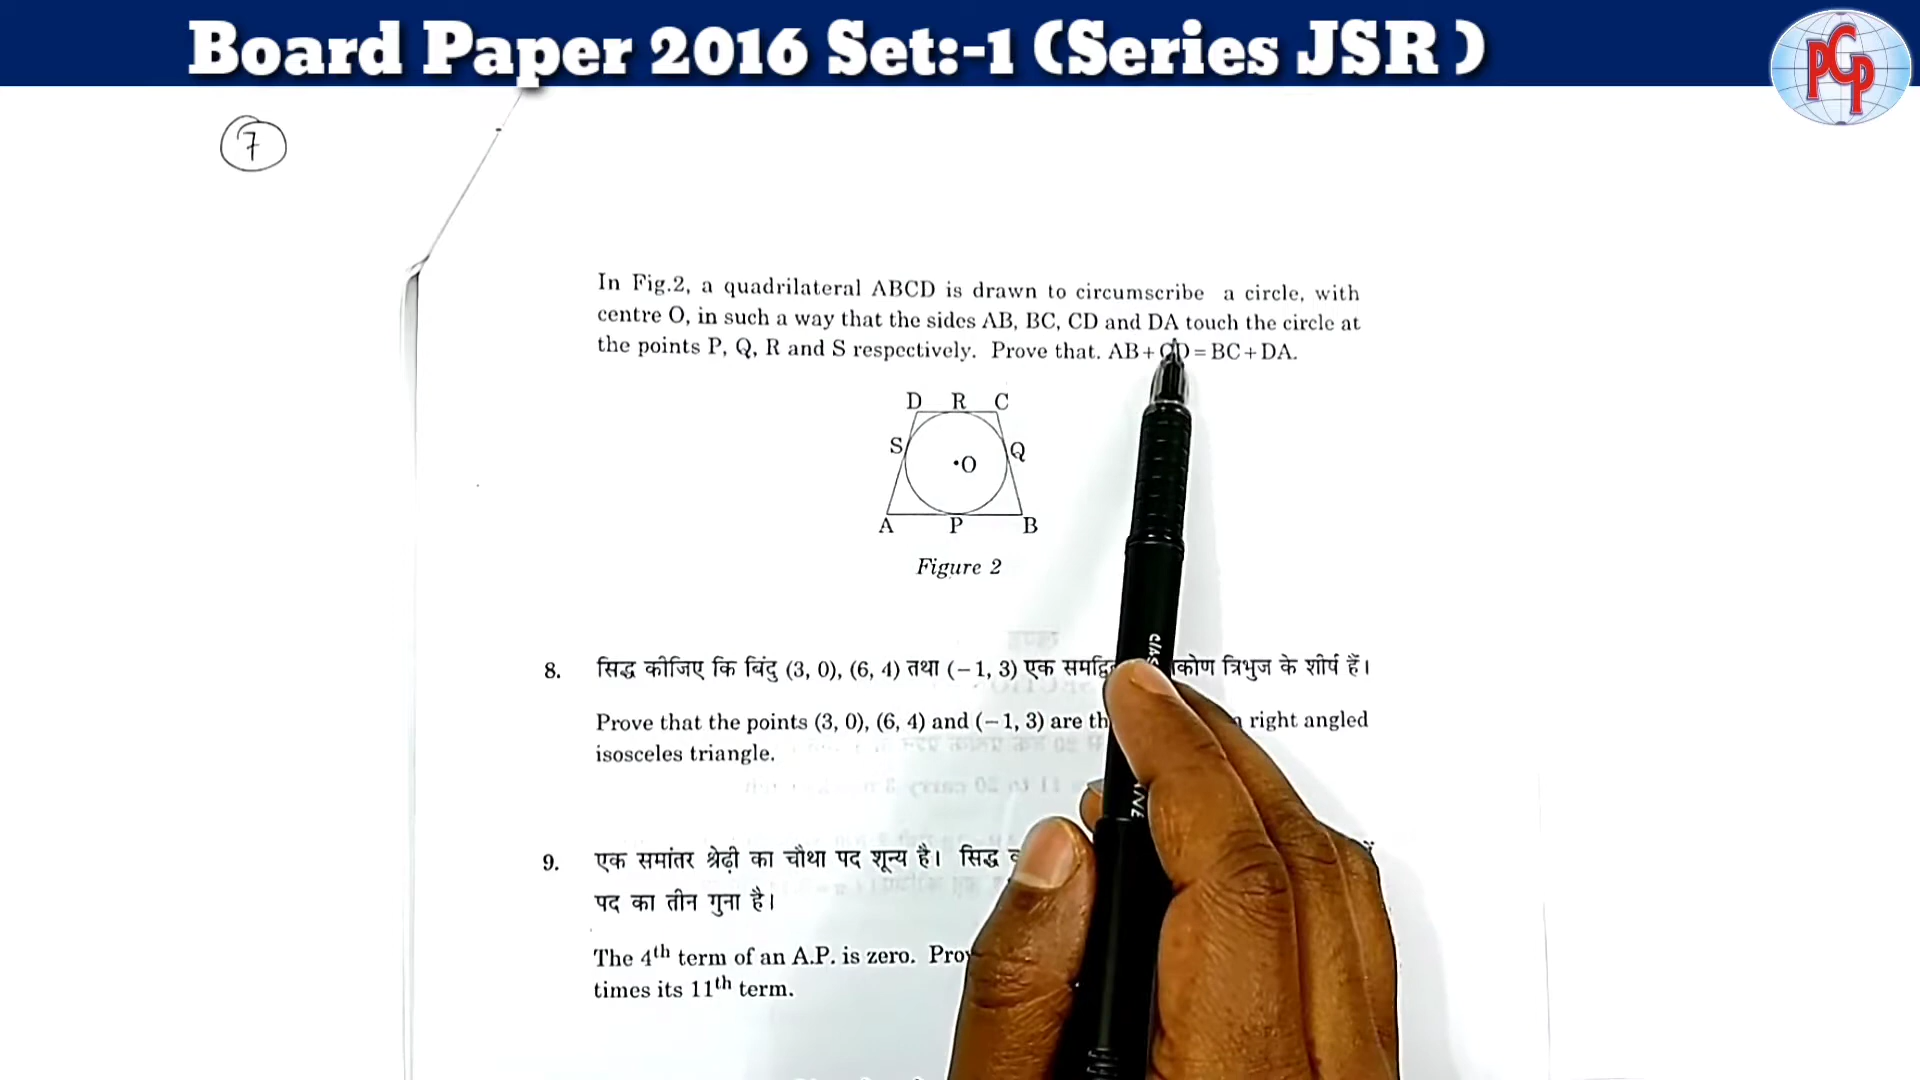 Board Paper 2016 Set:-1 (Series JSR )
PGP
7
In Fig.2, a quadrilateral ABCD is drawn to circumscribe a circle, with
centre O, in such a way that the sides AB, BC, CD and DA touch the circle at
the points P, Q, R and S respectively. Prove that. AB + CD = BC + DA.
D R C
S Q
•O
A P B
Figure 2
8. सिद्ध कीजिए कि बिंदु (3, 0), (6, 4) तथा (– 1, 3) एक त्रिभुज के शीर्ष हैं।
Prove that the points (3, 0), (6, 4) and (– 1, 3) are right angled
isosceles triangle.
9. एक समांतर श्रेढ़ी का चौथा पद शून्य है। सिद्ध
पद का तीन गुना है।
The 4th term of an A.P. is zero.
times its 11th term.